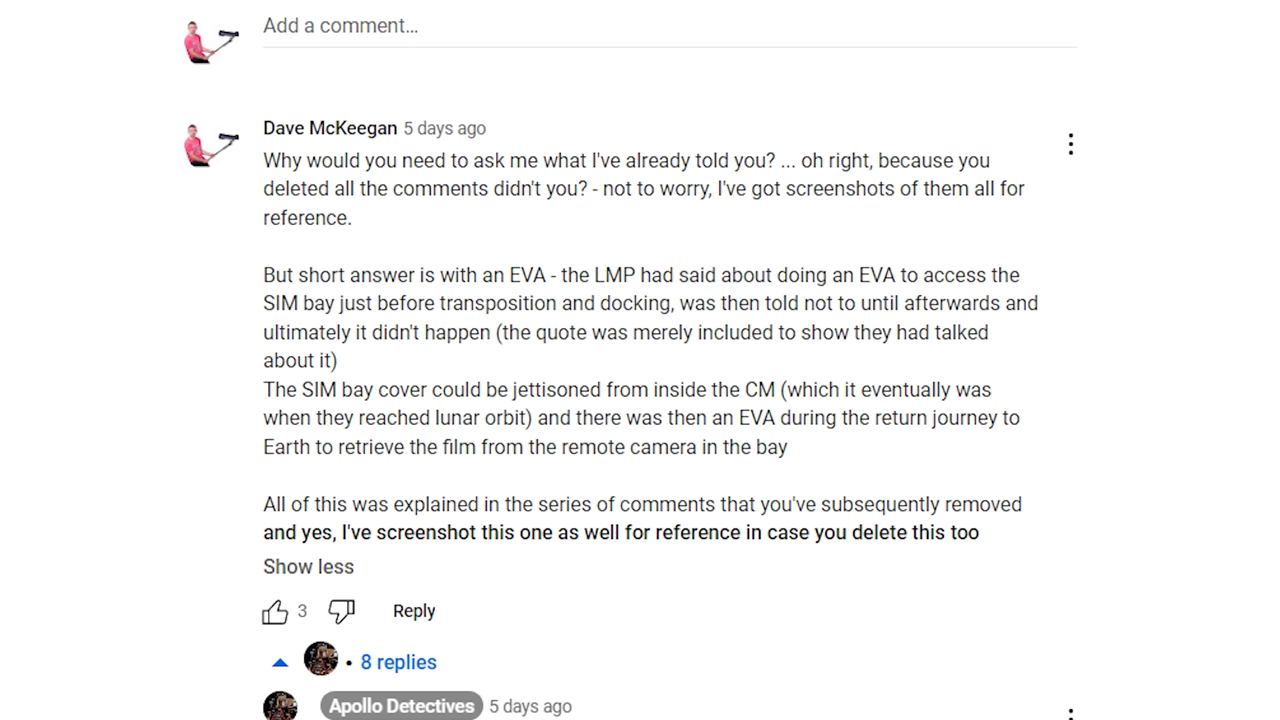 Add a comment...
Dave McKeegan 5 days ago
Why would you need to ask me what I've already told you? ... oh right, because you
deleted all the comments didn't you? - not to worry, I've got screenshots of them all for
reference.
But short answer is with an EVA - the LMP had said about doing an EVA to access the
SIM bay just before transposition and docking, was then told not to until afterwards and
ultimately it didn't happen (the quote was merely included to show they had talked
about it)
The SIM bay cover could be jettisoned from inside the CM (which it eventually was
when they reached lunar orbit) and there was then an EVA during the return journey to
Earth to retrieve the film from the remote camera in the bay
All of this was explained in the series of comments that you've subsequently removed
and yes, I've screenshot this one as well for reference in case you delete this too
Show less
3 Reply
8 replies
Apollo Detectives 5 days ago